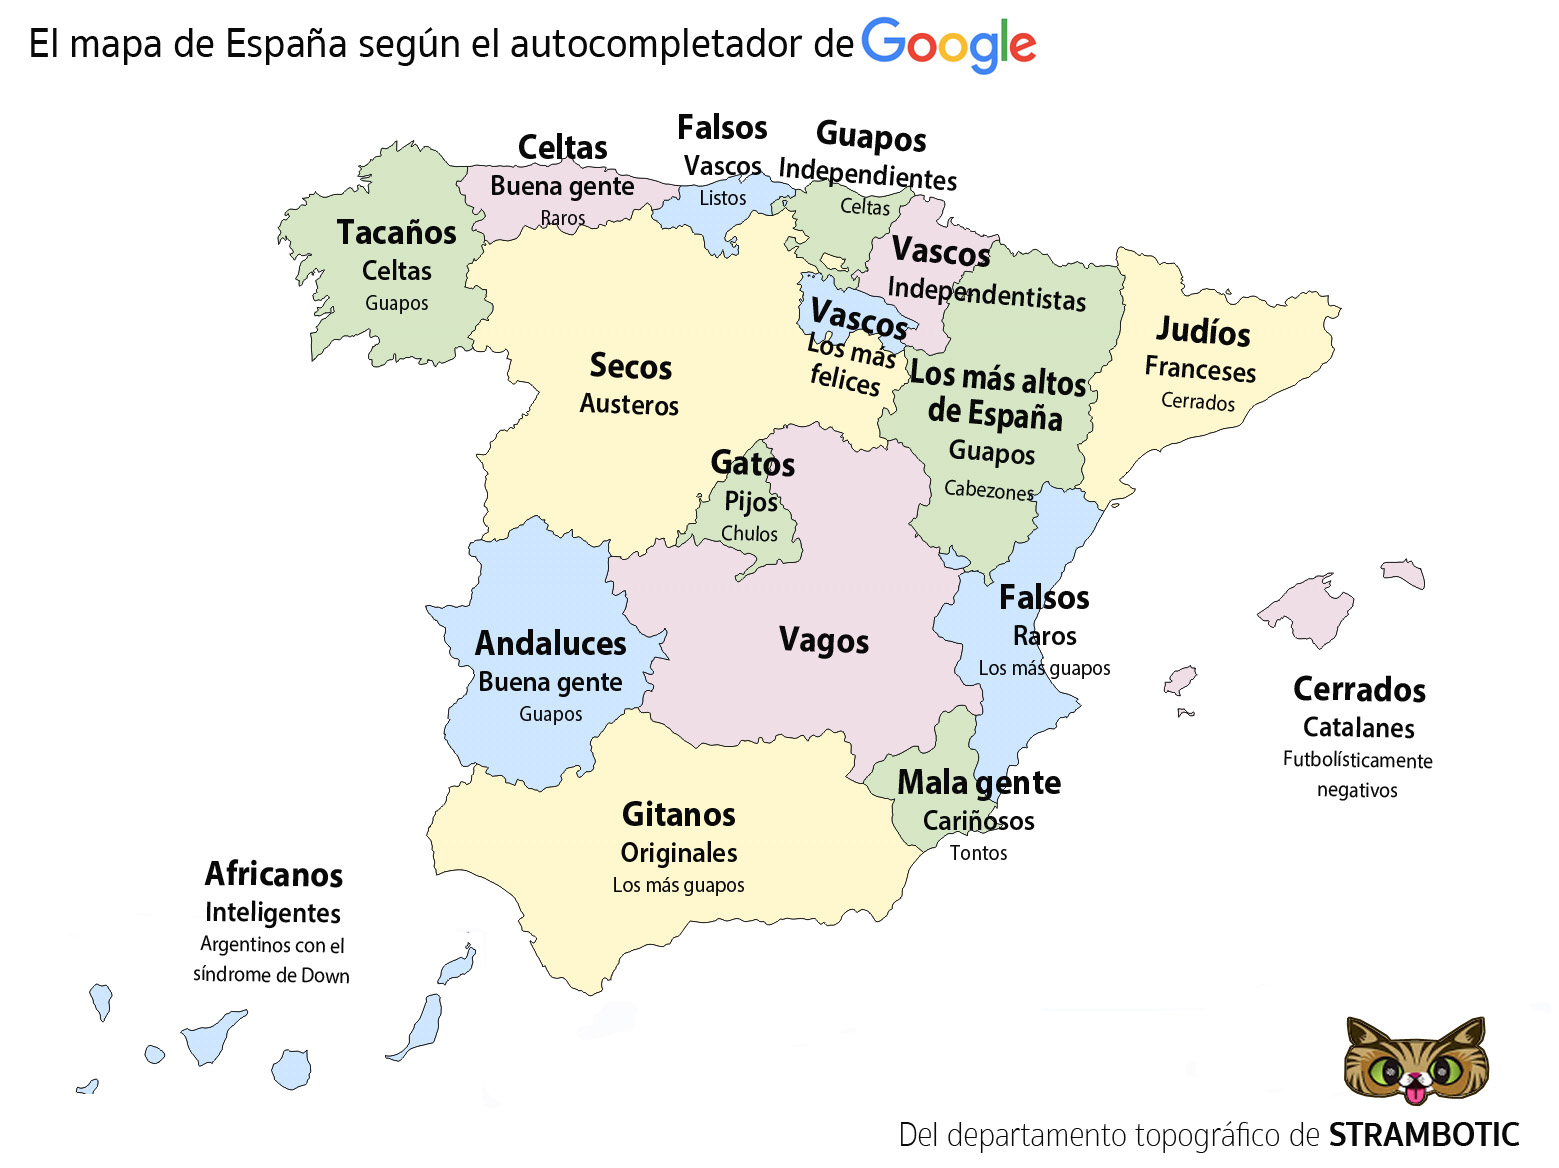 El mapa de España según el autocompletador de Google
Celtas
Buena gente
Raros
Falsos
Vascos
Listos
Guapos
Independientes
Celtas
Tacaños
Celtas
Guapos
Vascos
Independentistas
Vascos
Los más
felices
Secos
Austeros
Los más altos
de España
Guapos
Cabezones
Judíos
Franceses
Cerrados
Gatos
Pijos
Chulos
Andaluces
Buena gente
Guapos
Vagos
Falsos
Raros
Los más guapos
Cerrados
Catalanes
Futbolísticamente
negativos
Mala gente
Cariñosos
Tontos
Gitanos
Originales
Los más guapos
Africanos
Inteligentes
Argentinos con el
síndrome de Down
Del departamento topográfico de STRAMBOTIC